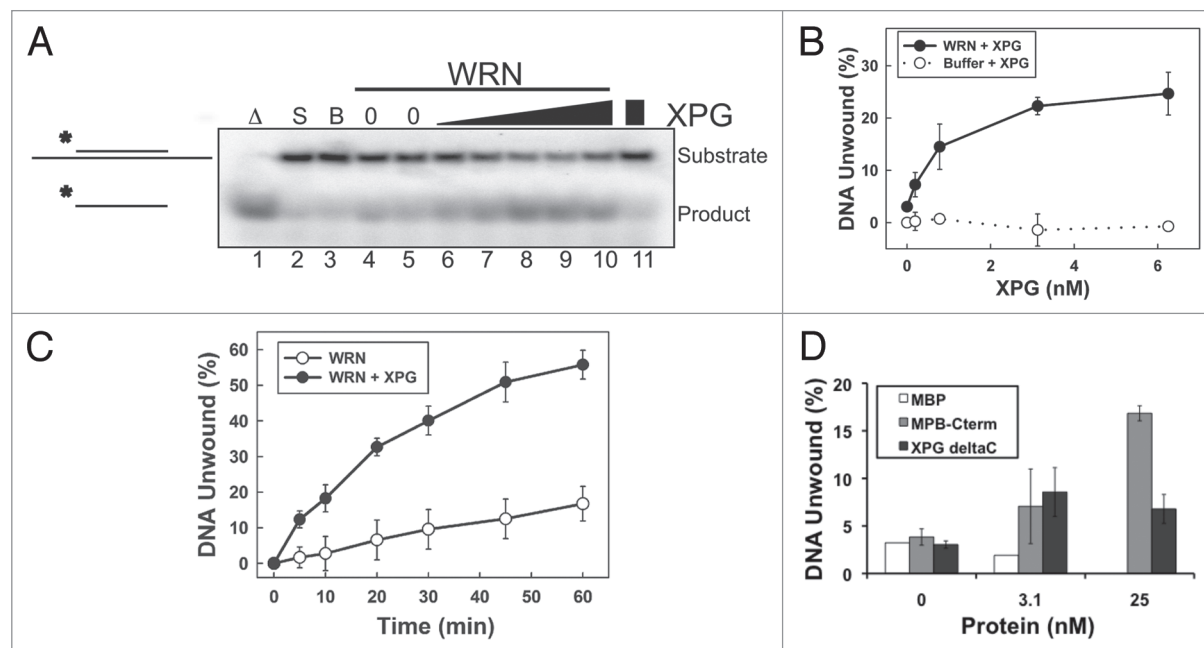 A
WRN
Δ S B 0 0 XPG
*
Substrate
*
Product
1 2 3 4 5 6 7 8 9 10 11
B
WRN + XPG
Buffer + XPG
DNA Unwound (%)
30
20
10
0
0 2 4 6
XPG (nM)
C
WRN
WRN + XPG
DNA Unwound (%)
60
50
40
30
20
10
0
0 10 20 30 40 50 60
Time (min)
D
MBP
MPB-Cterm
XPG deltaC
DNA Unwound (%)
20
15
10
5
0
0 3.1 25
Protein (nM)